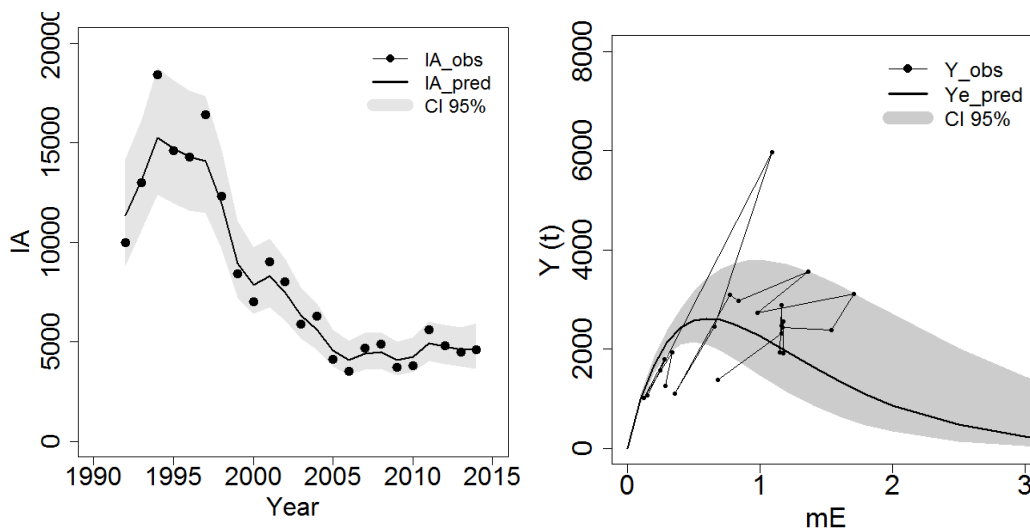 20000
15000
10000
5000
0
IA
IA_obs
IA_pred
CI 95%
1990 1995 2000 2005 2010 2015
Year
8000
6000
4000
2000
0
Y (t)
Y_obs
Ye_pred
CI 95%
0 1 2 3
mE